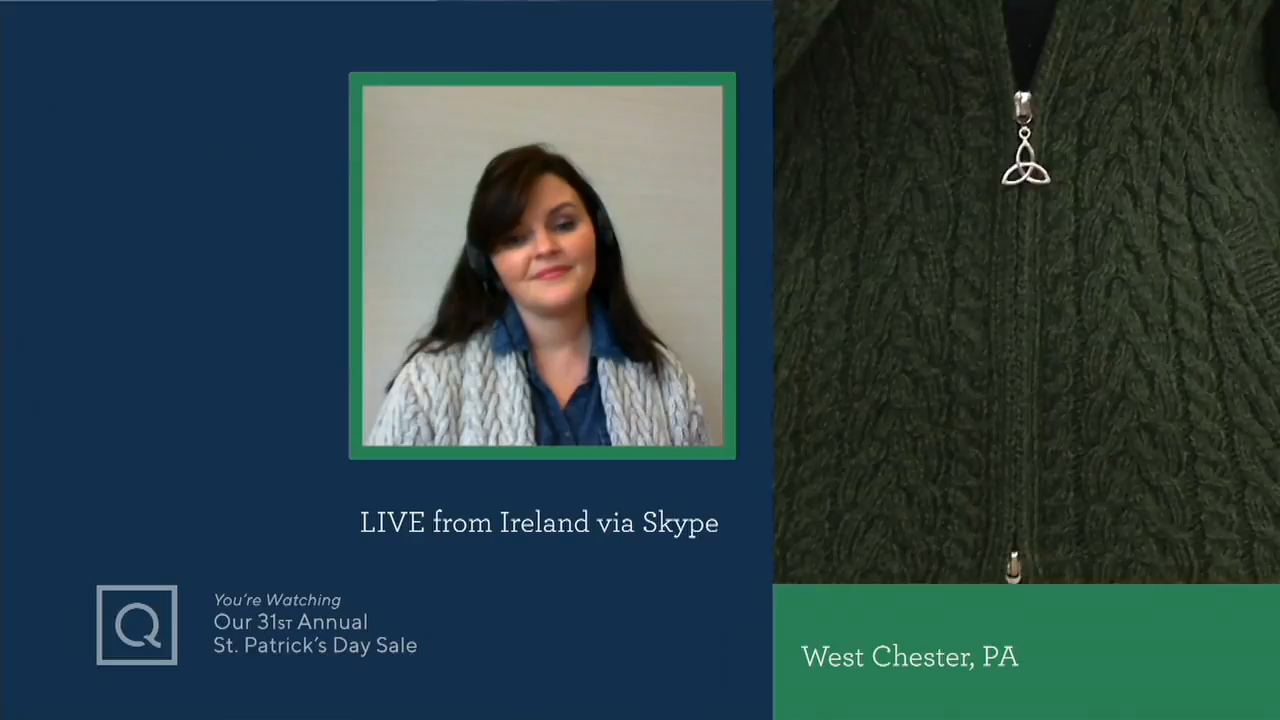 LIVE from Ireland via Skype
Q
You're Watching
Our 31ST Annual
St. Patrick's Day Sale
West Chester, PA